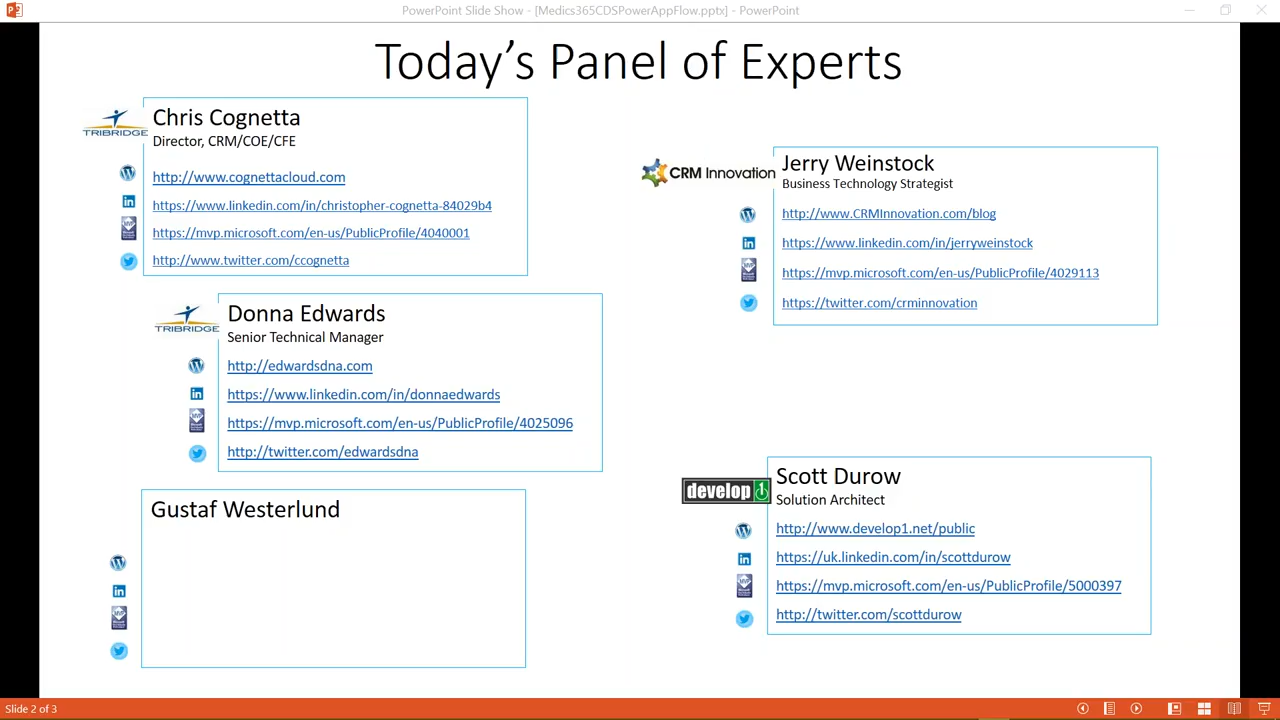 PowerPoint Slide Show - [Medics365CDSPowerAppFlow.pptx] - PowerPoint
Today's Panel of Experts
TRIBRIDGE
Chris Cognetta
Director, CRM/COE/CFE
http://www.cognettacloud.com
https://www.linkedin.com/in/christopher-cognetta-84029b4
https://mvp.microsoft.com/en-us/PublicProfile/4040001
http://www.twitter.com/ccognetta
CRM Innovation
Jerry Weinstock
Business Technology Strategist
http://www.CRMInnovation.com/blog
https://www.linkedin.com/in/jerryweinstock
https://mvp.microsoft.com/en-us/PublicProfile/4029113
https://twitter.com/crminnovation
TRIBRIDGE
Donna Edwards
Senior Technical Manager
http://edwardsdna.com
https://www.linkedin.com/in/donnaedwards
https://mvp.microsoft.com/en-us/PublicProfile/4025096
http://twitter.com/edwardsdna
Gustaf Westerlund
develop1
Scott Durow
Solution Architect
http://www.develop1.net/public
https://uk.linkedin.com/in/scottdurow
https://mvp.microsoft.com/en-us/PublicProfile/5000397
http://twitter.com/scottdurow
Slide 2 of 3